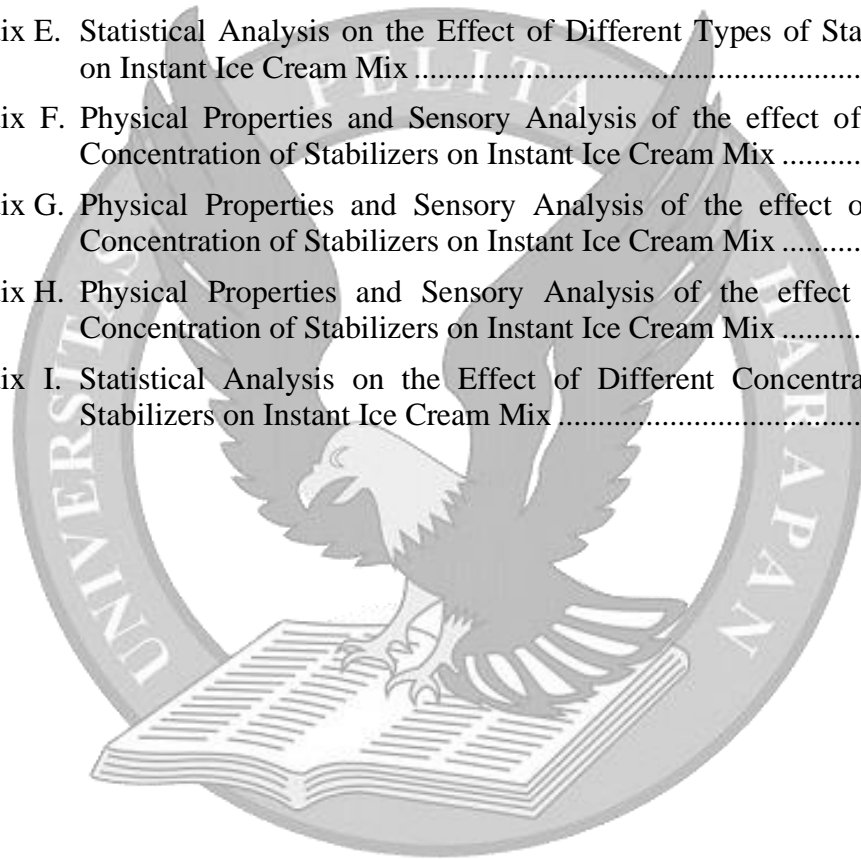 ix E. Statistical Analysis on the Effect of Different Types of Sta
on Instant Ice Cream Mix ........................................................
ix F. Physical Properties and Sensory Analysis of the effect of
Concentration of Stabilizers on Instant Ice Cream Mix ..........
ix G. Physical Properties and Sensory Analysis of the effect o
Concentration of Stabilizers on Instant Ice Cream Mix ..........
ix H. Physical Properties and Sensory Analysis of the effect
Concentration of Stabilizers on Instant Ice Cream Mix ..........
ix I. Statistical Analysis on the Effect of Different Concentra
Stabilizers on Instant Ice Cream Mix ......................................
UNIVERSITAS PELITA HARAPAN